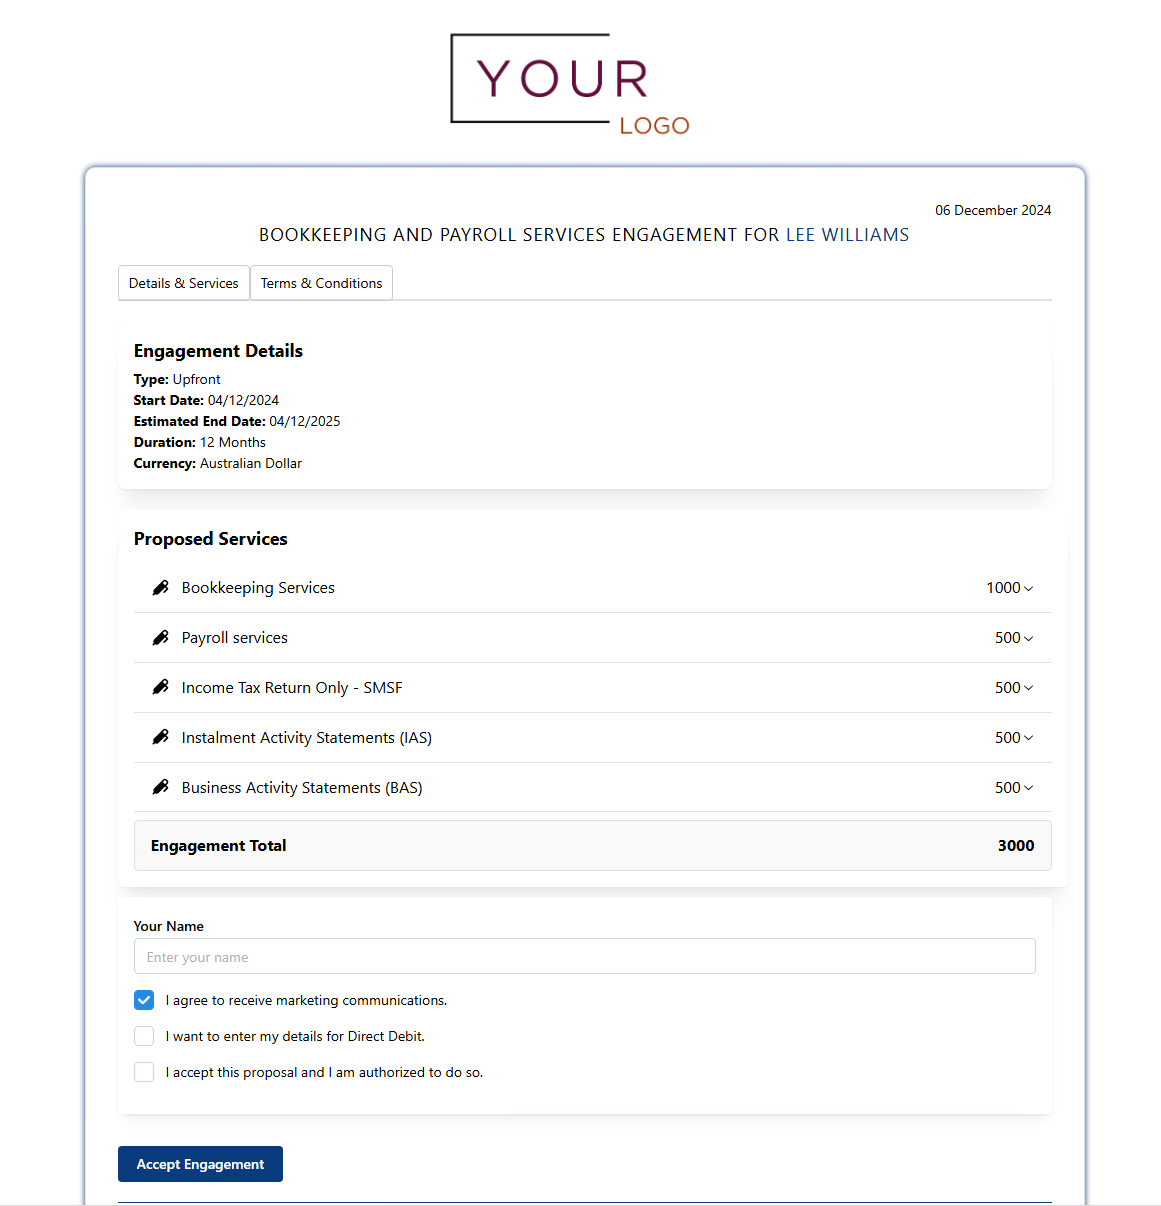 YOUR
LOGO
06 December 2024
BOOKKEEPING AND PAYROLL SERVICES ENGAGEMENT FOR LEE WILLIAMS
Details & Services Terms & Conditions
Engagement Details
Type: Upfront
Start Date: 04/12/2024
Estimated End Date: 04/12/2025
Duration: 12 Months
Currency: Australian Dollar
Proposed Services
Bookkeeping Services 1000
Payroll services 500
Income Tax Return Only - SMSF 500
Instalment Activity Statements (IAS) 500
Business Activity Statements (BAS) 500
Engagement Total 3000
Your Name
Enter your name
I agree to receive marketing communications.
I want to enter my details for Direct Debit.
I accept this proposal and I am authorized to do so.
Accept Engagement